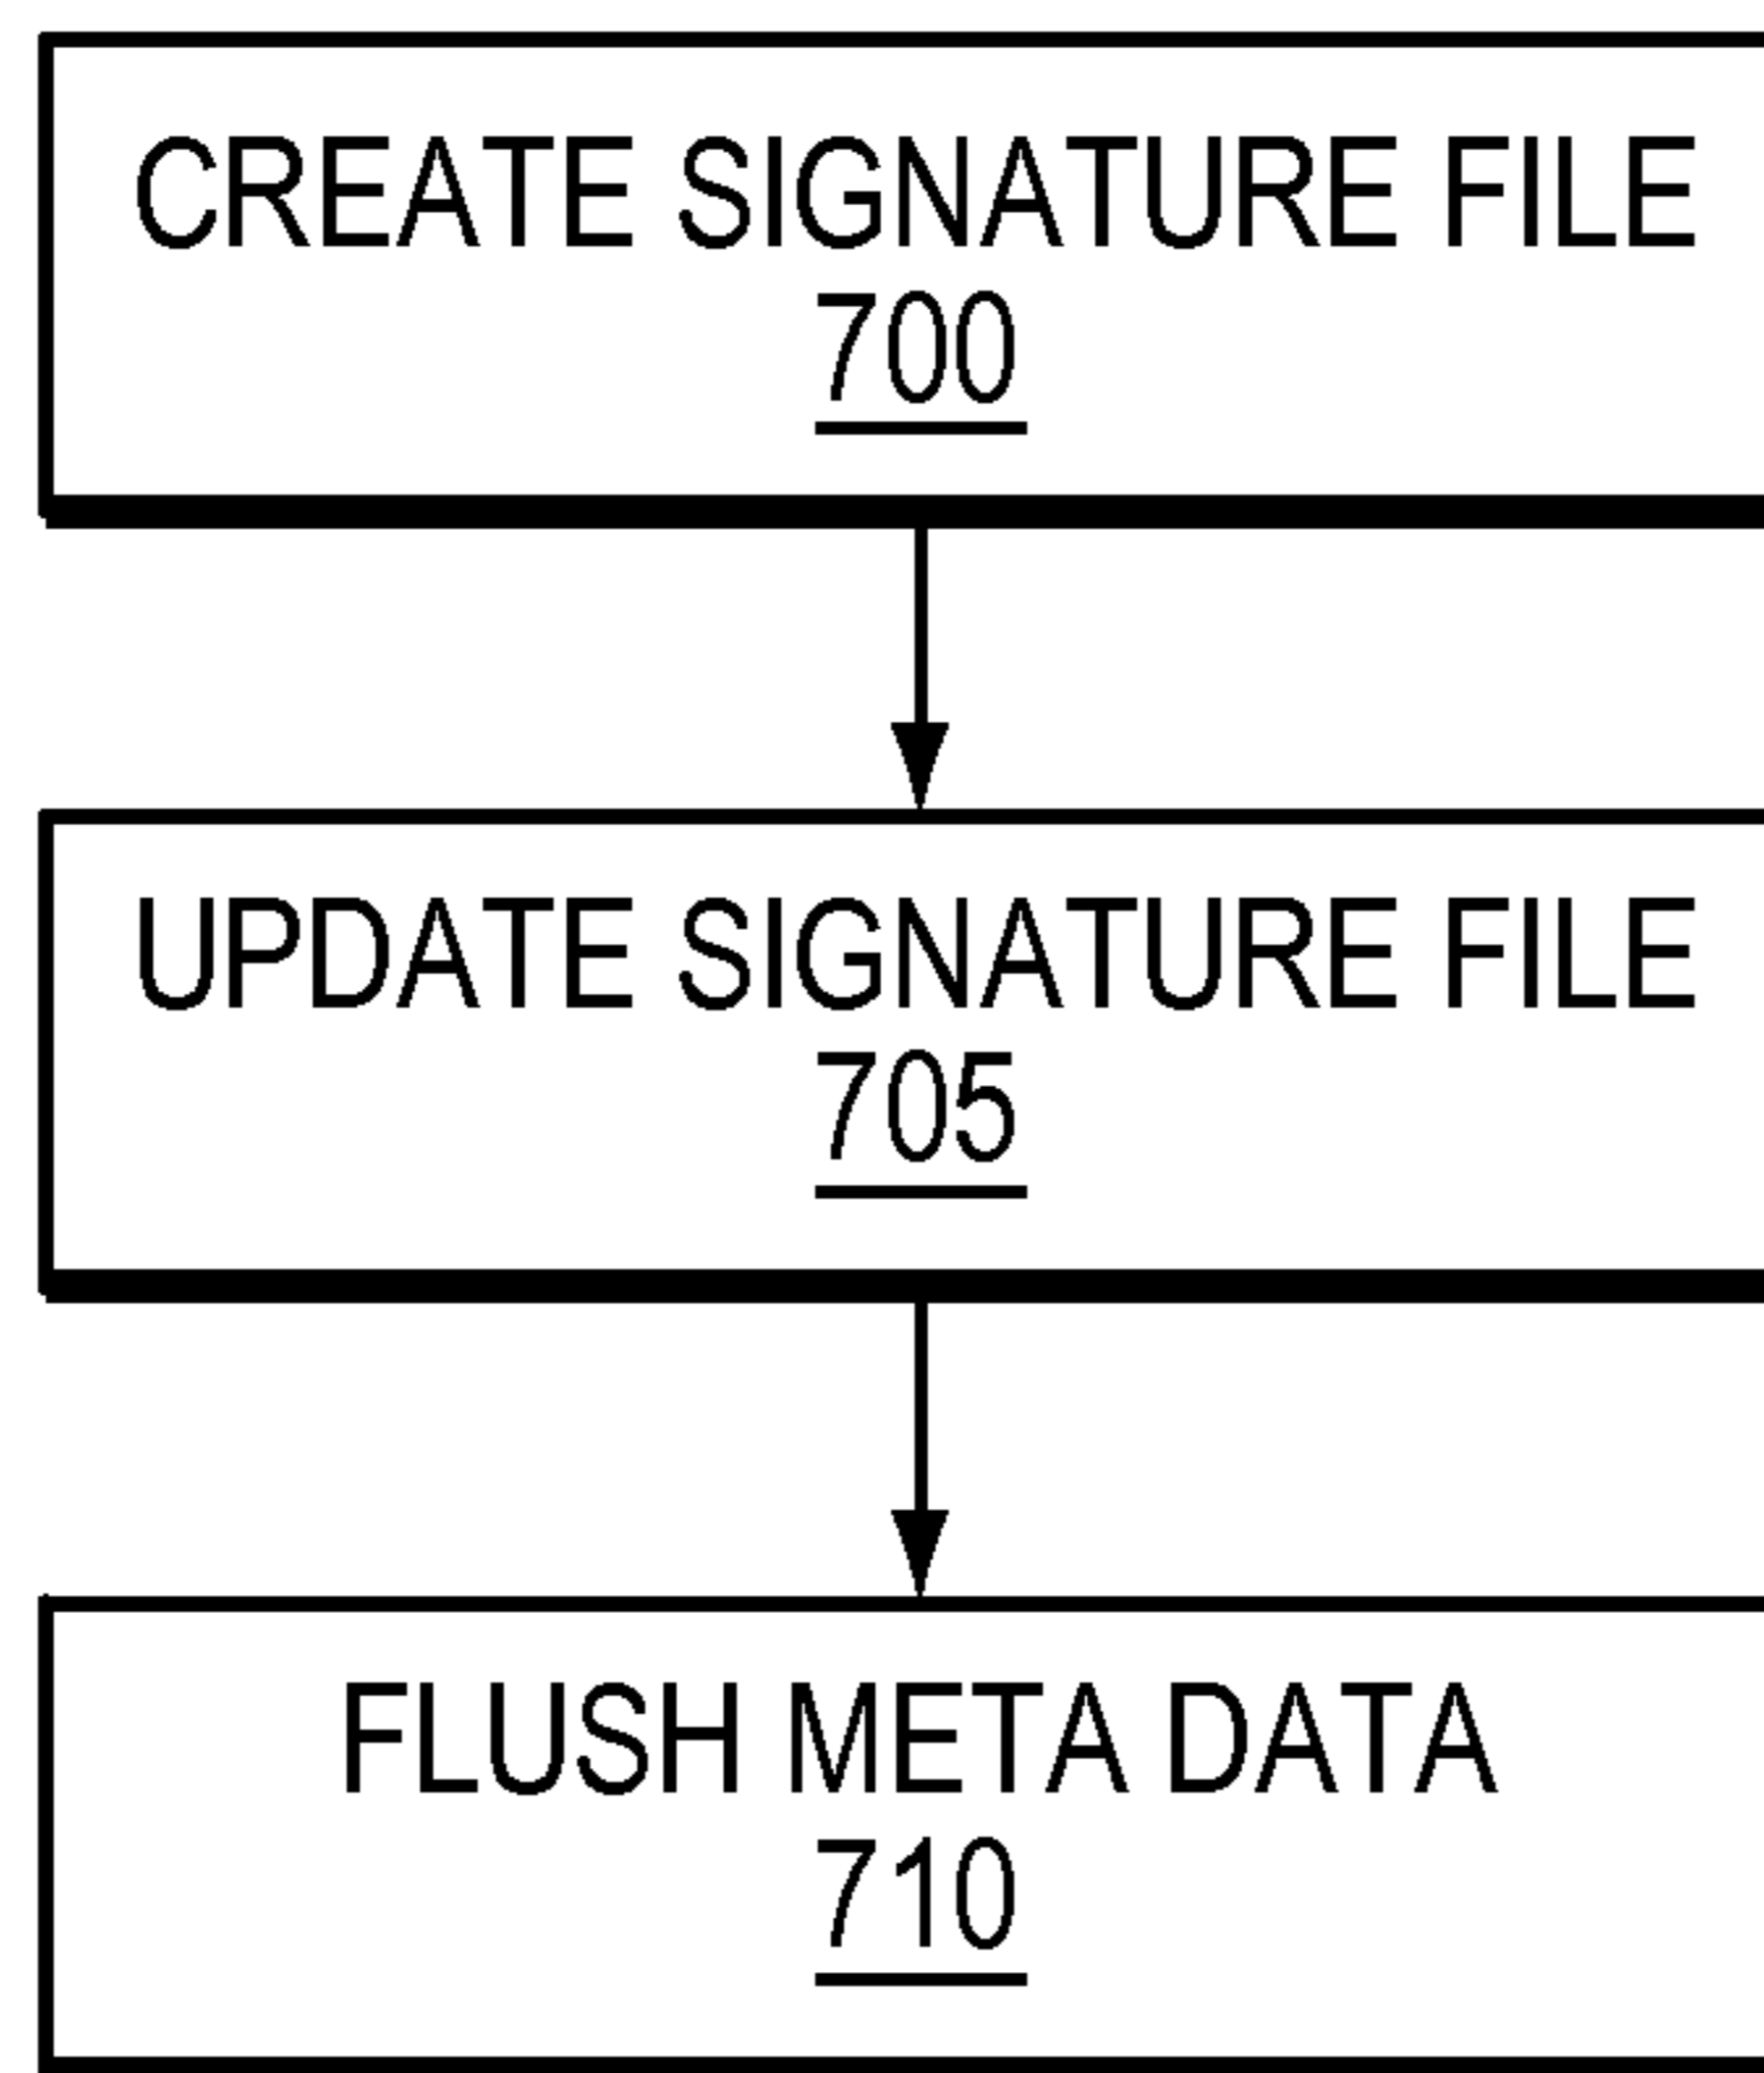 CREATE SIGNATURE FILE
700
UPDATE SIGNATURE FILE
705
FLUSH META DATA
710